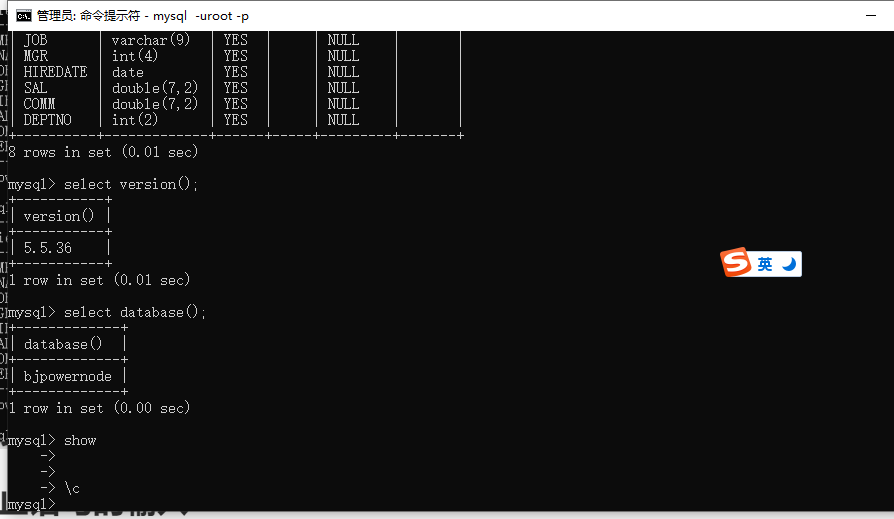 管理员: 命令提示符 - mysql  -uroot -p
| JOB      | varchar(9)  | YES  |     | NULL    |       |
| MGR      | int(4)      | YES  |     | NULL    |       |
| HIREDATE | date        | YES  |     | NULL    |       |
| SAL      | double(7,2) | YES  |     | NULL    |       |
| COMM     | double(7,2) | YES  |     | NULL    |       |
| DEPTNO   | int(2)      | YES  |     | NULL    |       |
+----------+-------------+------+-----+---------+-------+
8 rows in set (0.01 sec)
mysql> select version();
+-----------+
| version() |
+-----------+
| 5.5.36    |
+-----------+
1 row in set (0.01 sec)
mysql> select database();
+-------------+
| database()  |
+-------------+
| bjpowernode |
+-------------+
1 row in set (0.00 sec)
mysql> show
    ->
    ->
    -> \c
mysql>
S 英